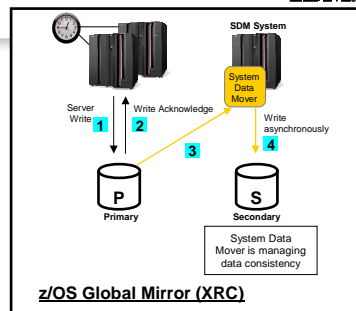 SDM System
System
Data
Mover
Server
Write
1
2
Write Acknowledge
3
Write
asynchronously
4
P
S
Primary
Secondary
System Data
Mover is managing
data consistency
z/OS Global Mirror (XRC)